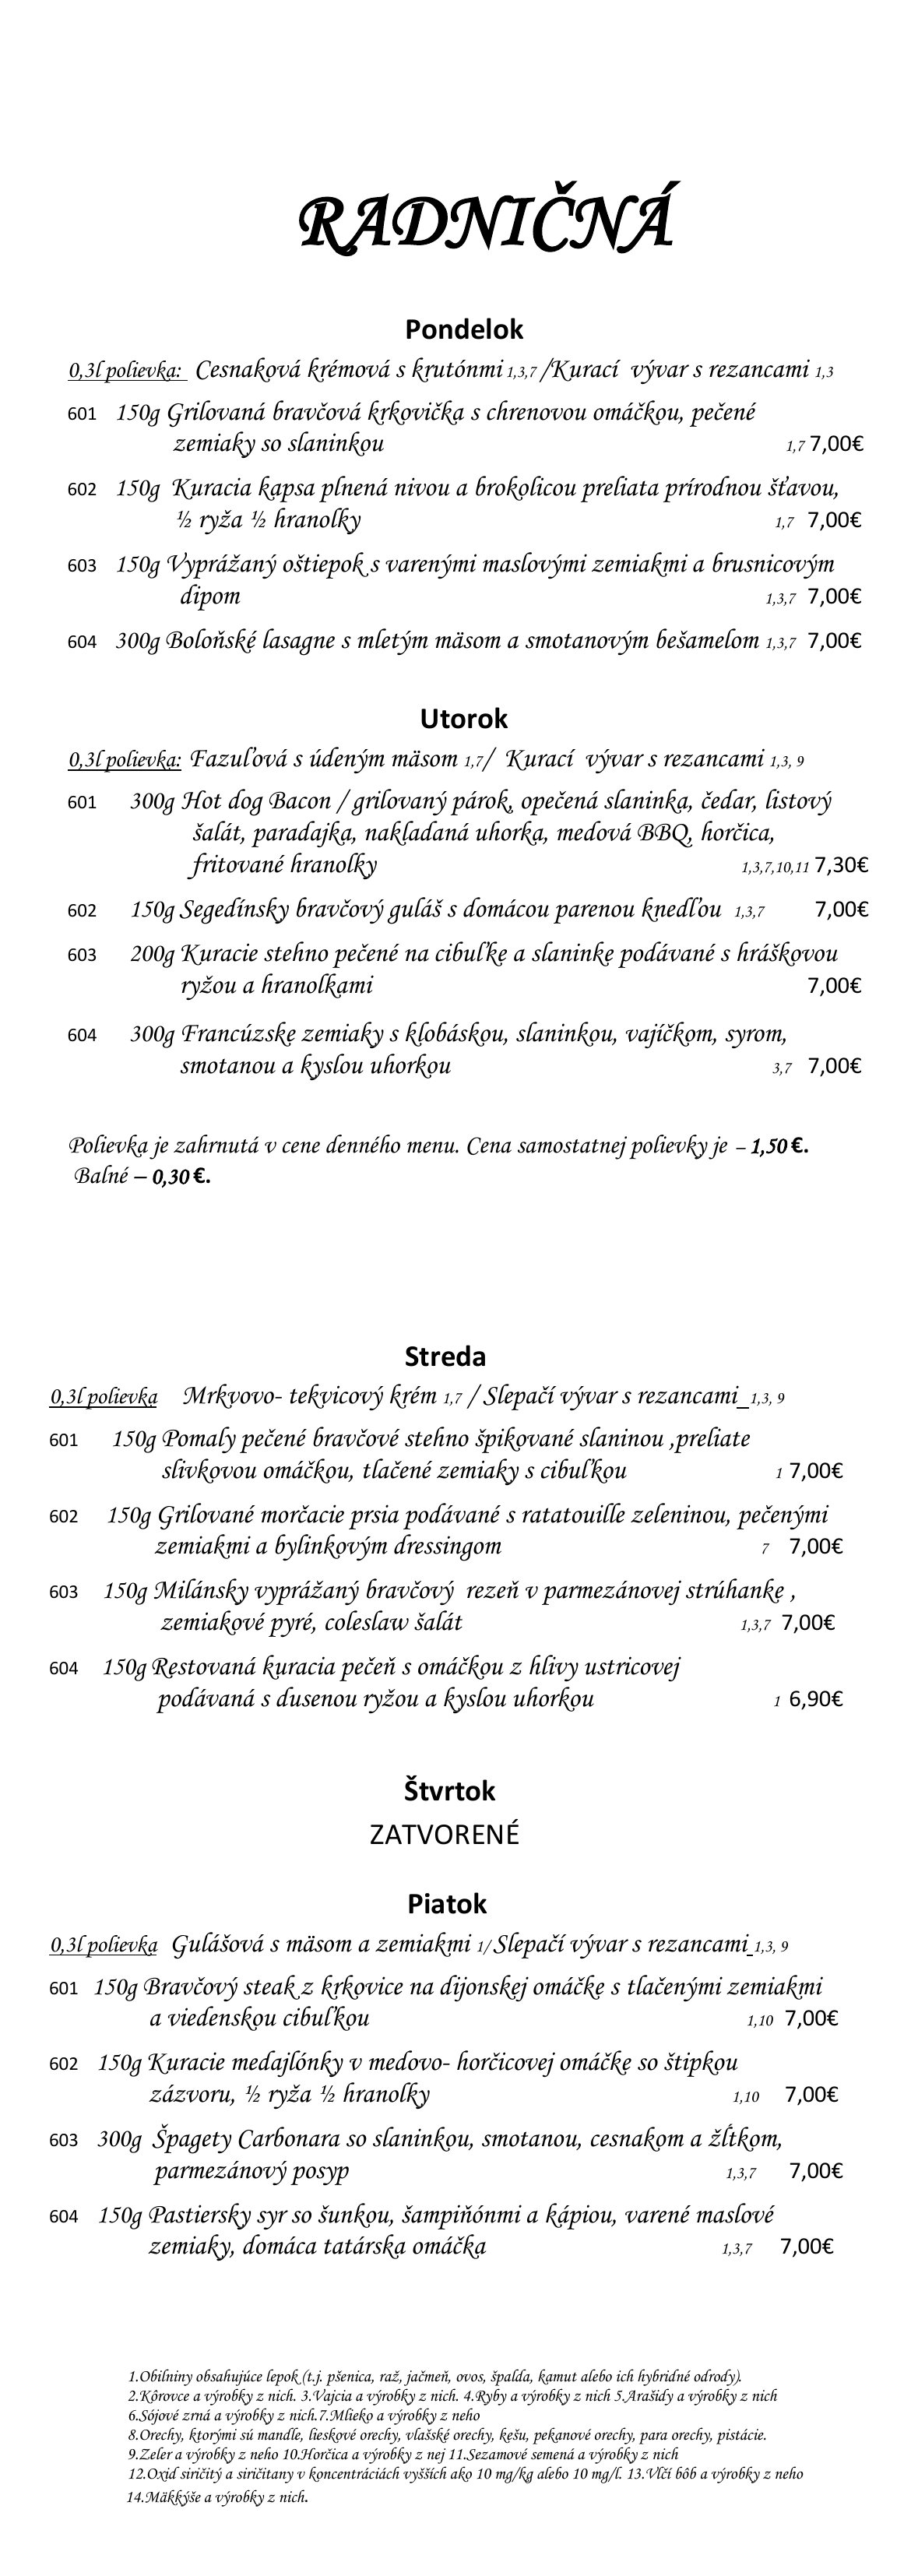 RADNIČNÁ
Pondelok
0,3l polievka: Cesnaková krémová s krutónmi 1,3,7 /Kurací vývar s rezancami 1,3
601 150g Grilovaná bravčová krkovička s chrenovou omáčkou, pečené
zemiaky so slaninkou 1,7 7,00€
602 150g Kuracia kapsa plnená nivou a brokolicou preliata prírodnou šťavou,
½ ryža ½ hranolky 1,7 7,00€
603 150g Vyprážaný oštiepok s varenými maslovými zemiakmi a brusnicovým
dipom 1,3,7 7,00€
604 300g Boloňské lasagne s mletým mäsom a smotanovým bešamelom 1,3,7 7,00€
Utorok
0,3l polievka: Fazuľová s údeným mäsom 1,7/ Kurací vývar s rezancami 1,3, 9
601 300g Hot dog Bacon / grilovaný párok, opečená slaninka, čedar, listový
šalát, paradajka, nakladaná uhorka, medová BBQ, horčica,
fritované hranolky 1,3,7,10,11 7,30€
602 150g Segedínsky bravčový guláš s domácou parenou knedľou 1,3,7 7,00€
603 200g Kuracie stehno pečené na cibuľke a slaninke podávané s hráškovou
ryžou a hranolkami 7,00€
604 300g Francúzske zemiaky s klobáskou, slaninkou, vajíčkom, syrom,
smotanou a kyslou uhorkou 3,7 7,00€
Polievka je zahrnutá v cene denného menu. Cena samostatnej polievky je – 1,50 €.
Balné – 0,30 €.
Streda
0,3l polievka Mrkvovo- tekvicový krém 1,7 / Slepačí vývar s rezancami 1,3, 9
601 150g Pomaly pečené bravčové stehno špikované slaninou ,preliate
slivkovou omáčkou, tlačené zemiaky s cibuľkou 1 7,00€
602 150g Grilované morčacie prsia podávané s ratatouille zeleninou, pečenými
zemiakmi a bylinkovým dressingom 7 7,00€
603 150g Milánsky vyprážaný bravčový rezeň v parmezánovej strúhanke ,
zemiakové pyré, coleslaw šalát 1,3,7 7,00€
604 150g Restovaná kuracia pečeň s omáčkou z hlivy ustricovej
podávaná s dusenou ryžou a kyslou uhorkou 1 6,90€
Štvrtok
ZATVORENÉ
Piatok
0,3l polievka Gulášová s mäsom a zemiakmi 1/ Slepačí vývar s rezancami 1,3, 9
601 150g Bravčový steak z krkovice na dijonskej omáčke s tlačenými zemiakmi
a viedenskou cibuľkou 1,10 7,00€
602 150g Kuracie medajlónky v medovo- horčicovej omáčke so štipkou
zázvoru, ½ ryža ½ hranolky 1,10 7,00€
603 300g Špagety Carbonara so slaninkou, smotanou, cesnakom a žĺtkom,
parmezánový posyp 1,3,7 7,00€
604 150g Pastiersky syr so šunkou, šampiňónmi a kápiou, varené maslové
zemiaky, domáca tatárska omáčka 1,3,7 7,00€
1.Obilniny obsahujúce lepok (t.j. pšenica, raž, jačmeň, ovos, špalda, kamut alebo ich hybridné odrody).
2.Kôrovce a výrobky z nich. 3.Vajcia a výrobky z nich. 4.Ryby a výrobky z nich 5.Arašidy a výrobky z nich
6.Sójové zrná a výrobky z nich.7.Mlieko a výrobky z neho
8.Orechy, ktorými sú mandle, lieskové orechy, vlašské orechy, kešu, pekanové orechy, para orechy, pistácie.
9.Zeler a výrobky z neho 10.Horčica a výrobky z nej 11.Sezamové semená a výrobky z nich
12.Oxid siričitý a siričitany v koncentráciách vyšších ako 10 mg/kg alebo 10 mg/l. 13.Vlčí bôb a výrobky z neho
14.Mäkkýše a výrobky z nich.